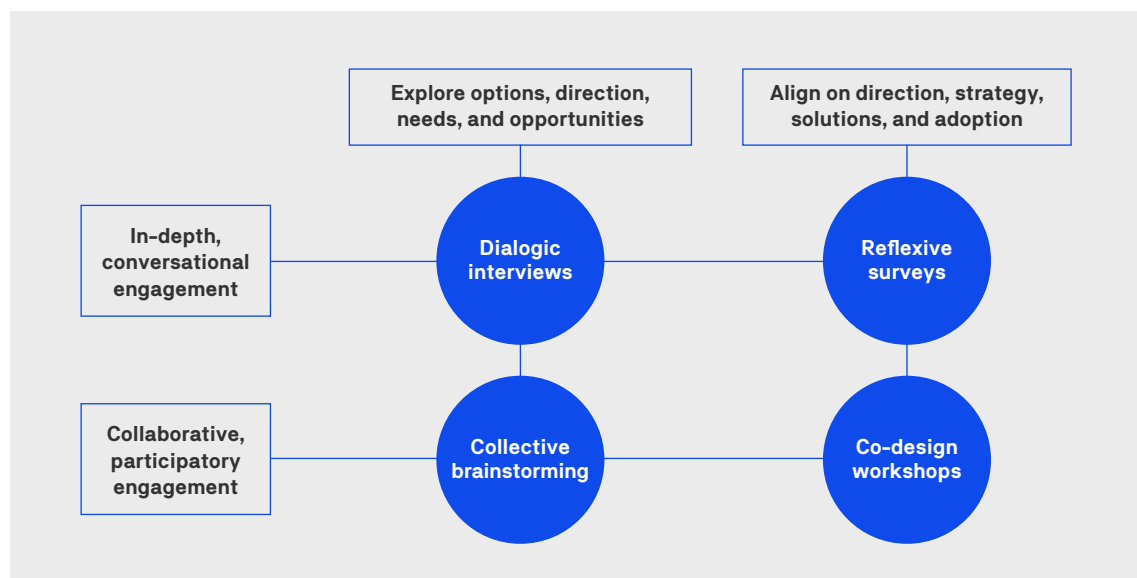 Explore options, direction,
needs, and opportunities
Align on direction, strategy,
solutions, and adoption
In-depth,
conversational
engagement
Dialogic
interviews
Reflexive
surveys
Collaborative,
participatory
engagement
Collective
brainstorming
Co-design
workshops